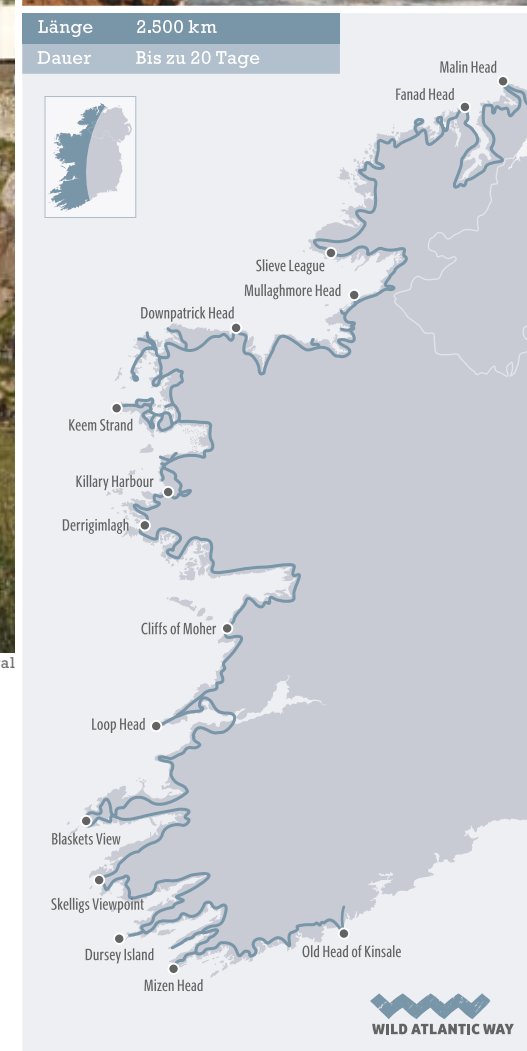 Länge 2.500 km
Dauer Bis zu 20 Tage
Malin Head
Fanad Head
Slieve League
Mullaghmore Head
Downpatrick Head
Keem Strand
Killary Harbour
Derrigimlagh
Cliffs of Moher
al
Loop Head
Blaskets View
Skelligs Viewpoint
Dursey Island
Old Head of Kinsale
Mizen Head
WILD ATLANTIC WAY